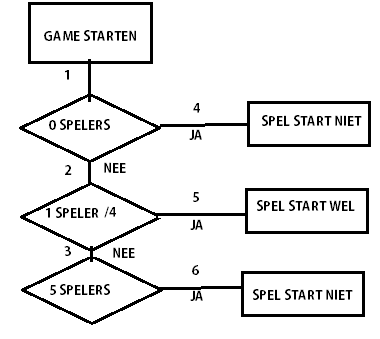 GAME STARTEN
1
4
0 SPELERS
SPEL START NIET
JA
2
NEE
5
1 SPELER /4
SPEL START WEL
JA
3
NEE
6
5 SPELERS
SPEL START NIET
JA